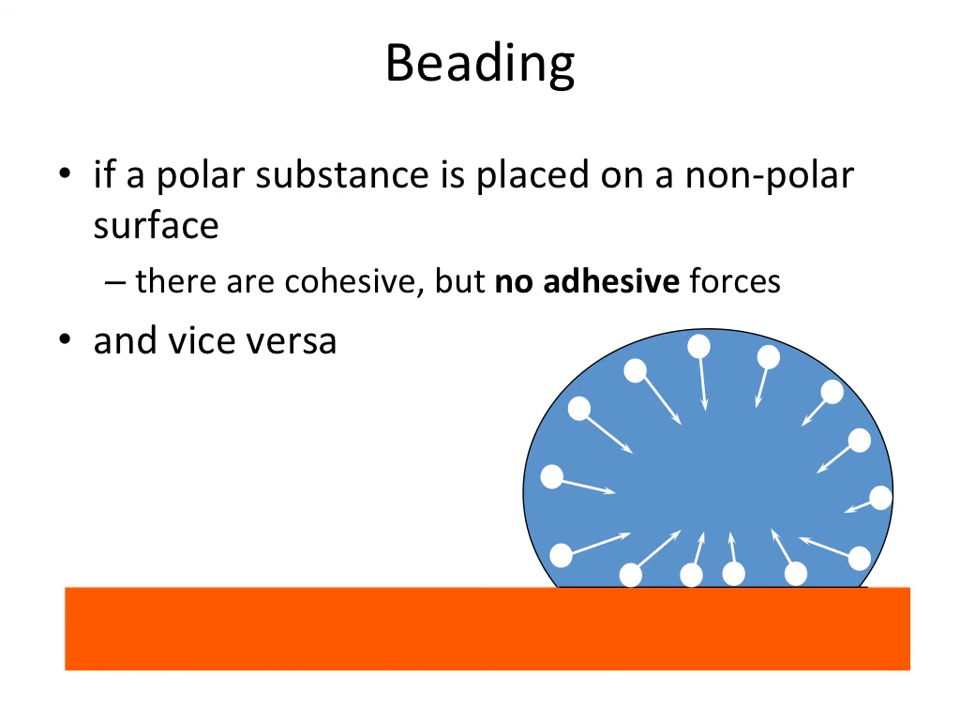 Beading
• if a polar substance is placed on a non-polar
surface
– there are cohesive, but no adhesive forces
• and vice versa